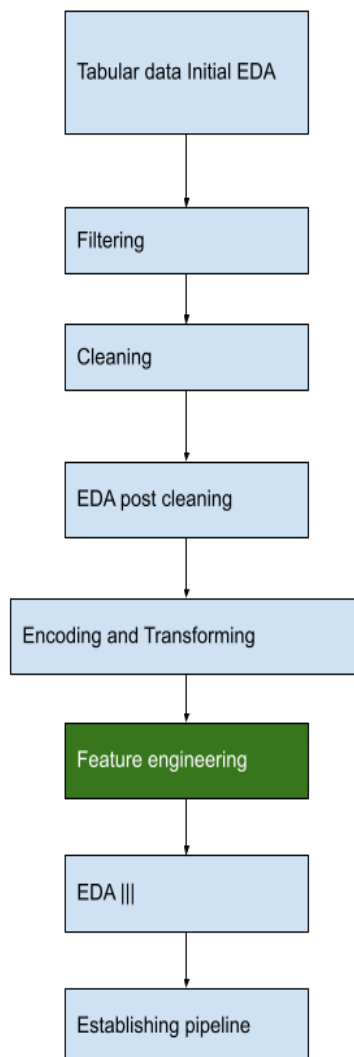 Tabular data Initial EDA
Filtering
Cleaning
EDA post cleaning
Encoding and Transforming
Feature engineering
EDA |||
Establishing pipeline